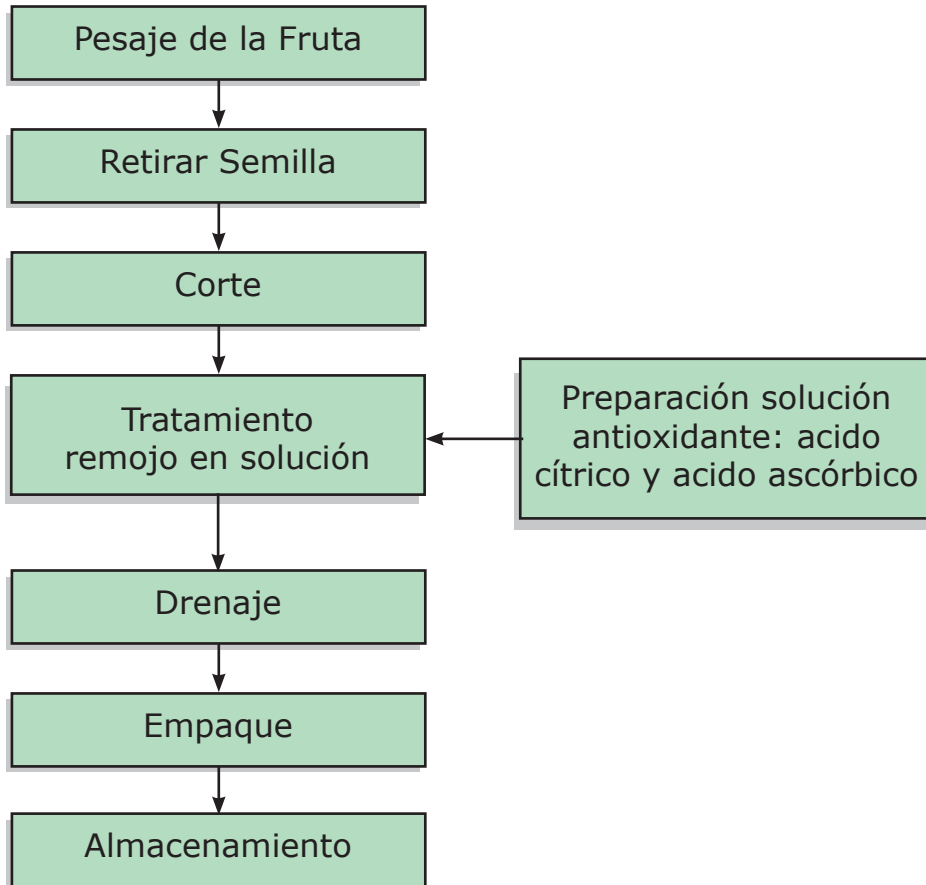 Pesaje de la Fruta
Retirar Semilla
Corte
Tratamiento
remojo en solución
Preparación solución
antioxidante: acido
cítrico y acido ascórbico
Drenaje
Empaque
Almacenamiento